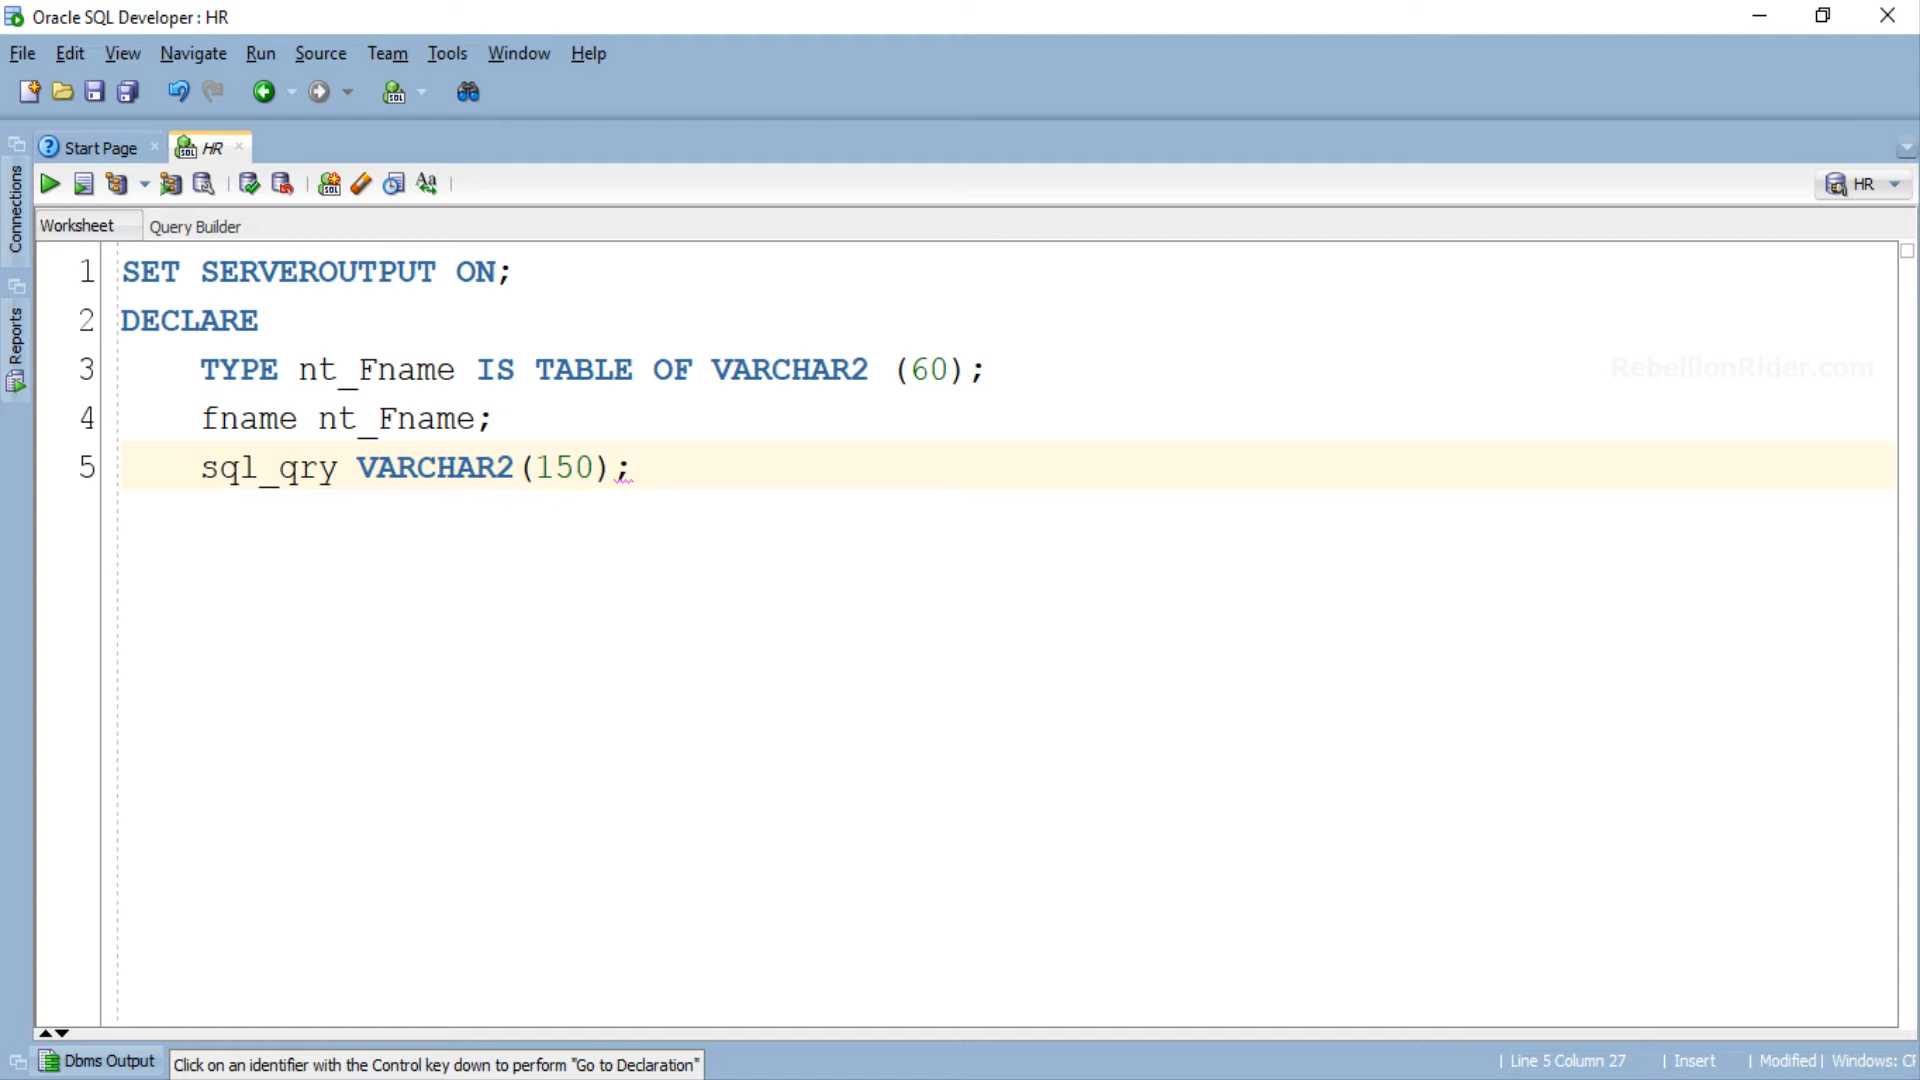 Oracle SQL Developer : HR
File Edit View Navigate Run Source Team Tools Window Help
Start Page HR
HR
Worksheet Query Builder
Connections
Reports
1 SET SERVEROUTPUT ON;
2 DECLARE
3 TYPE nt_Fname IS TABLE OF VARCHAR2 (60);
4 fname nt_Fname;
5 sql_qry VARCHAR2(150);
RebellionRider.com
Dbms Output Click on an identifier with the Control key down to perform "Go to Declaration" | Line 5 Column 27 | Insert | Modified | Windows: